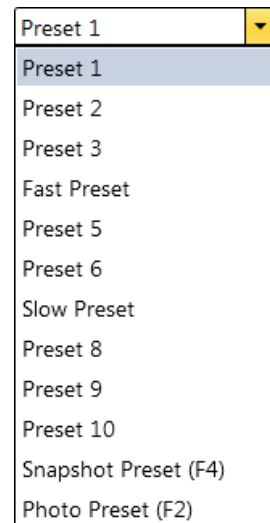 Preset 1
Preset 1
Preset 2
Preset 3
Fast Preset
Preset 5
Preset 6
Slow Preset
Preset 8
Preset 9
Preset 10
Snapshot Preset (F4)
Photo Preset (F2)